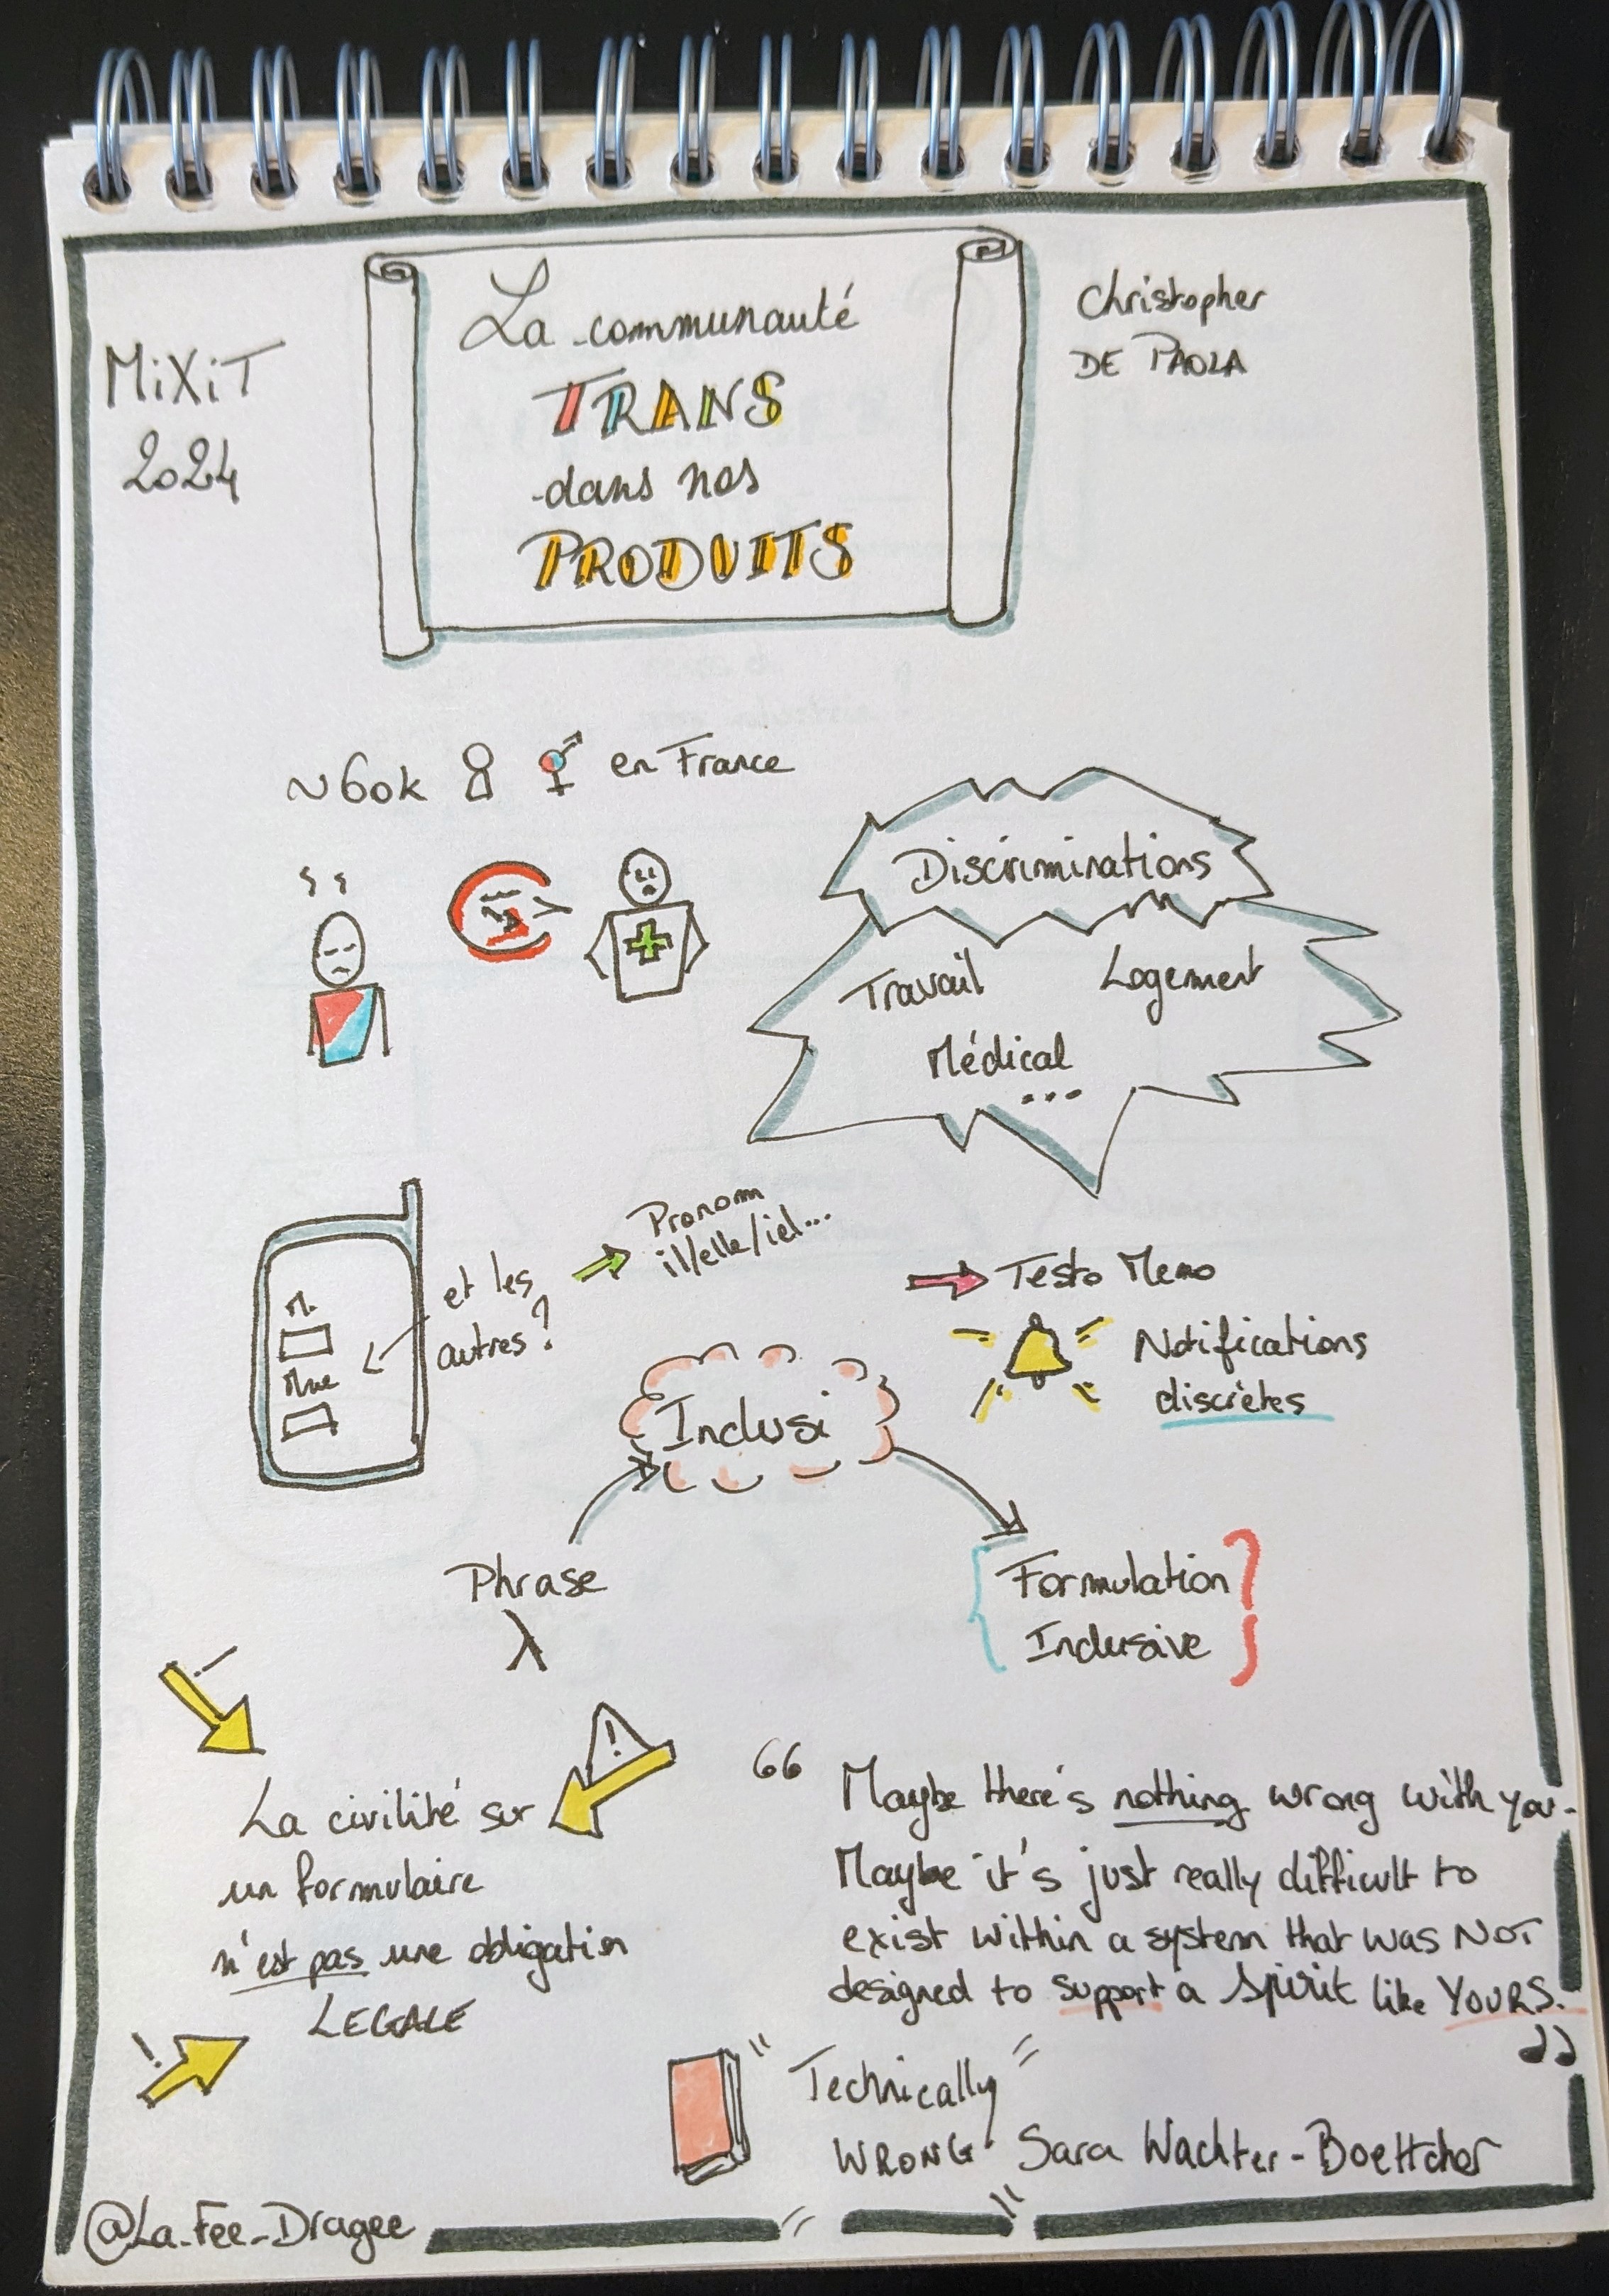 MiXiT
2024
La communauté
TRANS
dans nos
PRODUITS
Christopher
DE PAOLA
~60k en France
Discriminations
Travail Logement
Médical
...
M.
Mme
et les
autres ?
Pronom
il/elle/iel...
Testo Memo
Notifications
discrètes
Inclusi
Phrase
λ
Formulation
Inclusive
!
La civilité sur
un formulaire
n'est pas une obligation
LEGALE
!
!
66 Maybe there's nothing wrong with you.
Maybe it's just really difficult to
exist within a system that was NOT
designed to support a spirit like YOURS.
"Technically
WRONG" Sara Wachter-Boettcher
@La_Fee_Dragee